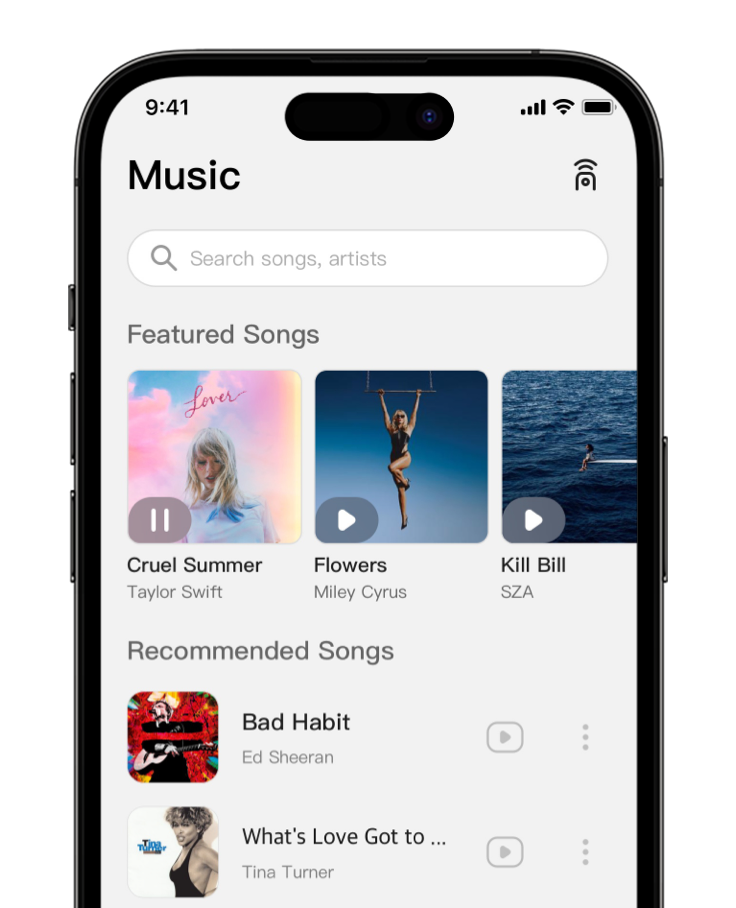 9:41
Music
Search songs, artists
Featured Songs
Lover
Cruel Summer
Taylor Swift
Flowers
Miley Cyrus
Kill Bill
SZA
Recommended Songs
Bad Habit
Ed Sheeran
Tina
Turner
What's Love Got to ...
Tina Turner